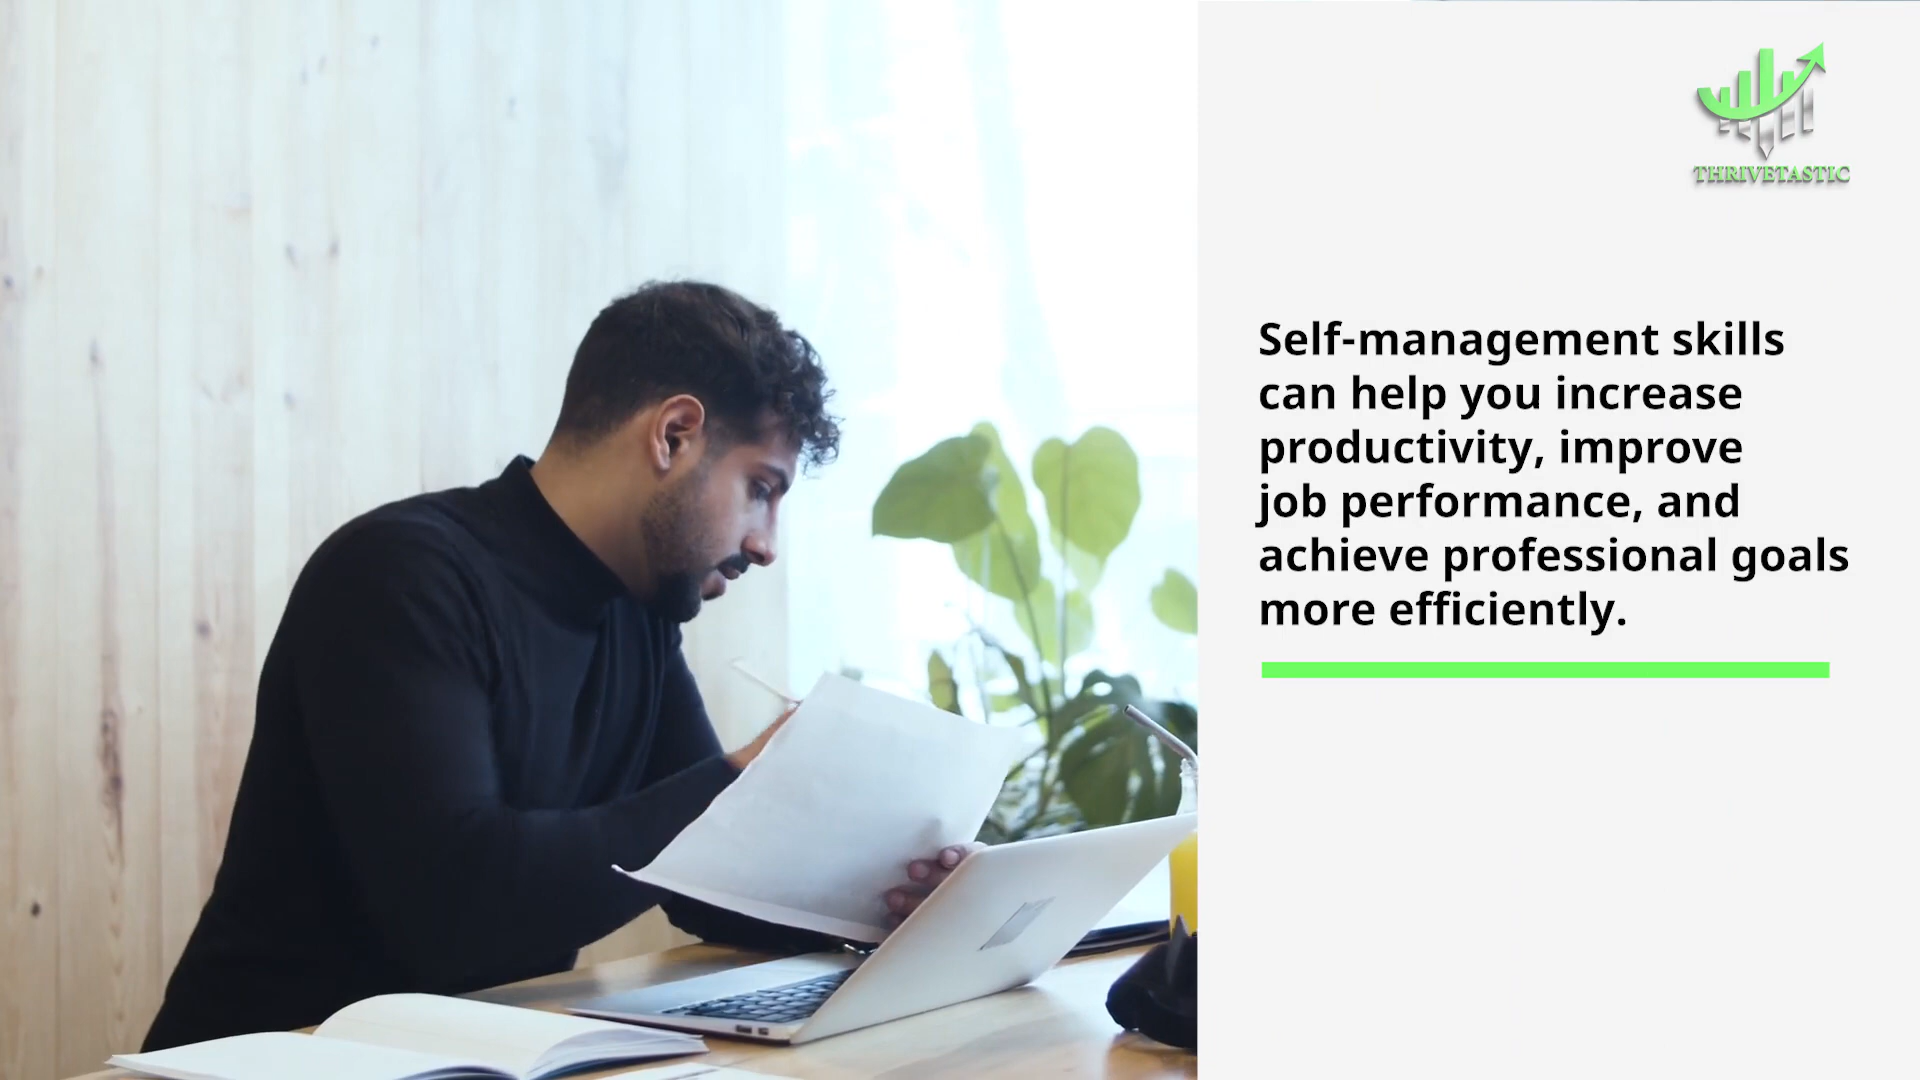 THRIVETASTIC
Self-management skills
can help you increase
productivity, improve
job performance, and
achieve professional goals
more efficiently.